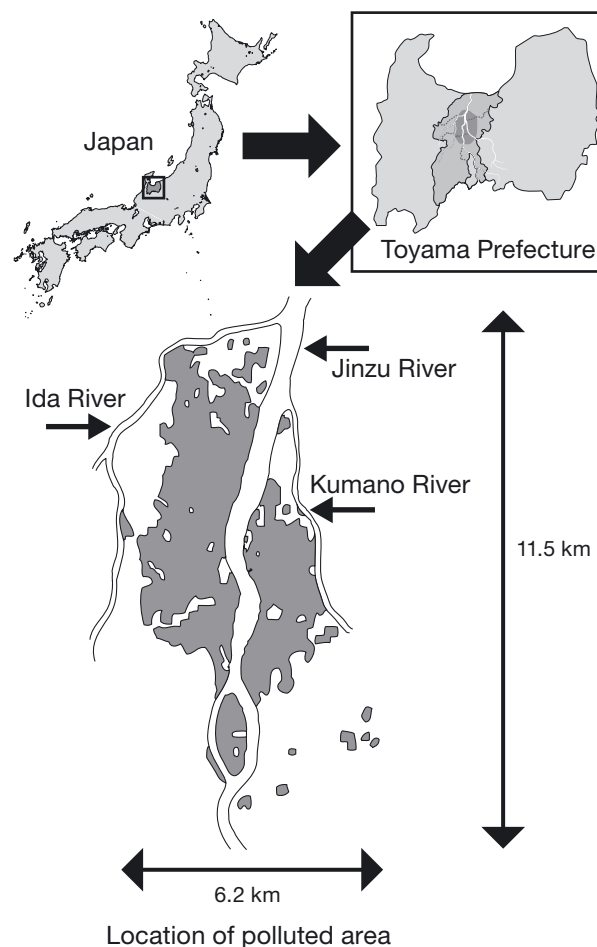 Japan
Toyama Prefecture
Jinzu River
Ida River
Kumano River
11.5 km
6.2 km
Location of polluted area